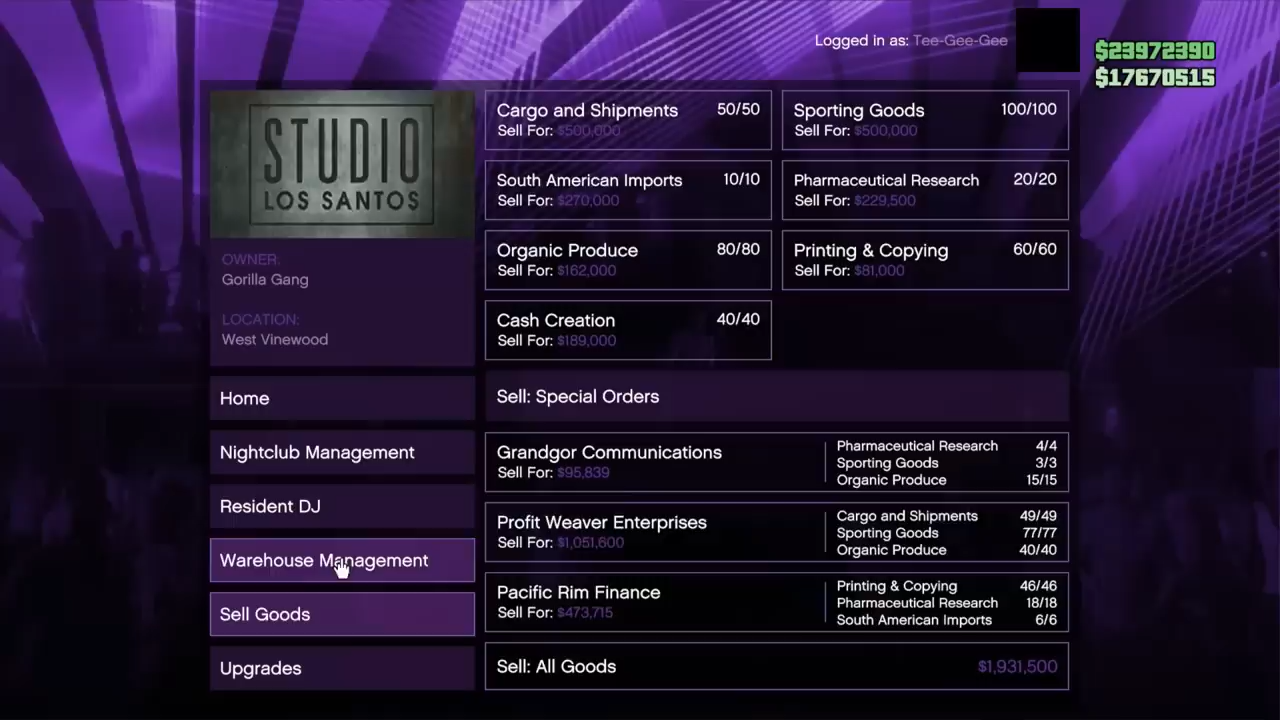 Logged in as: Tee-Gee-Gee
$23972390
$17670515
STUDIO
LOS SANTOS
OWNER:
Gorilla Gang
LOCATION:
West Vinewood
Home
Nightclub Management
Resident DJ
Warehouse Management
Sell Goods
Upgrades
Cargo and Shipments 50/50
Sell For: $500,000
Sporting Goods 100/100
Sell For: $500,000
South American Imports 10/10
Sell For: $270,000
Pharmaceutical Research 20/20
Sell For: $229,500
Organic Produce 80/80
Sell For: $162,000
Printing & Copying 60/60
Sell For: $81,000
Cash Creation 40/40
Sell For: $189,000
Sell: Special Orders
Grandgor Communications
Sell For: $95,839
Pharmaceutical Research 4/4
Sporting Goods 3/3
Organic Produce 15/15
Profit Weaver Enterprises
Sell For: $1,051,600
Cargo and Shipments 49/49
Sporting Goods 77/77
Organic Produce 40/40
Pacific Rim Finance
Sell For: $473,715
Printing & Copying 46/46
Pharmaceutical Research 18/18
South American Imports 6/6
Sell: All Goods $1,931,500